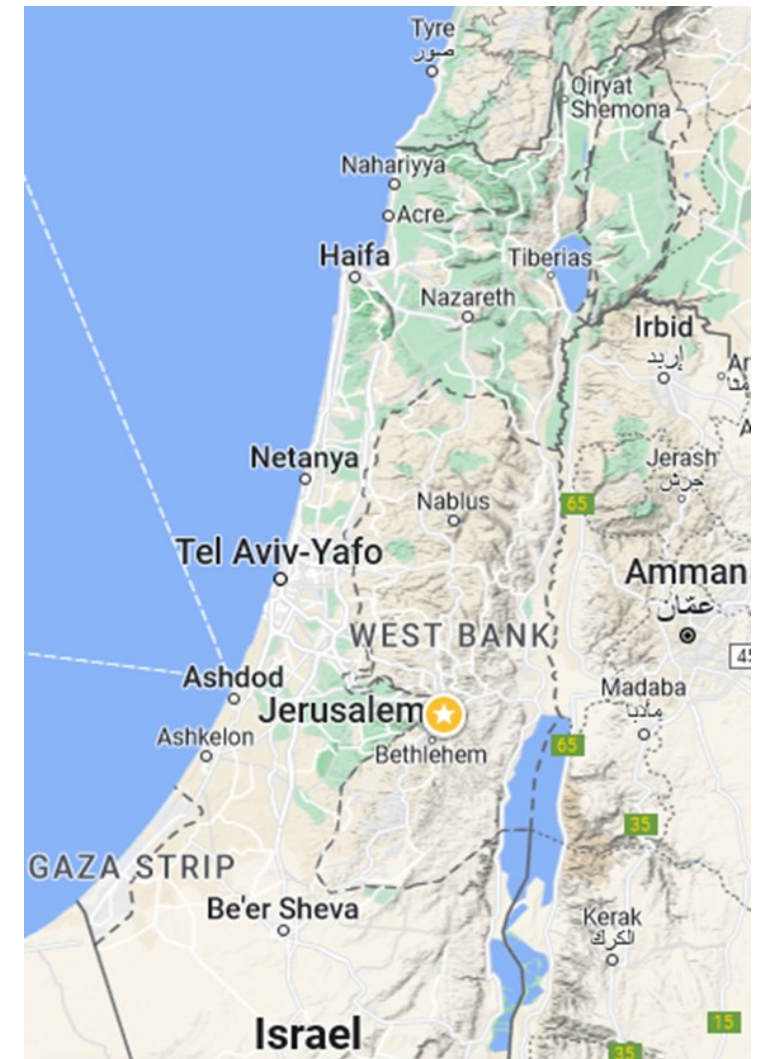 Tyre
صور
Qiryat
Shemona
Nahariyya
Acre
Haifa
Tiberias
Nazareth
Irbid
إربد
Netanya
Jerash
جرش
Nablus
65
Tel Aviv-Yafo
Amman
عمّان
WEST BANK
45
Ashdod
Madaba
مادبا
Jerusalem
Ashkelon
Bethlehem
65
35
GAZA STRIP
Be'er Sheva
Kerak
الكرك
15
Israel
35